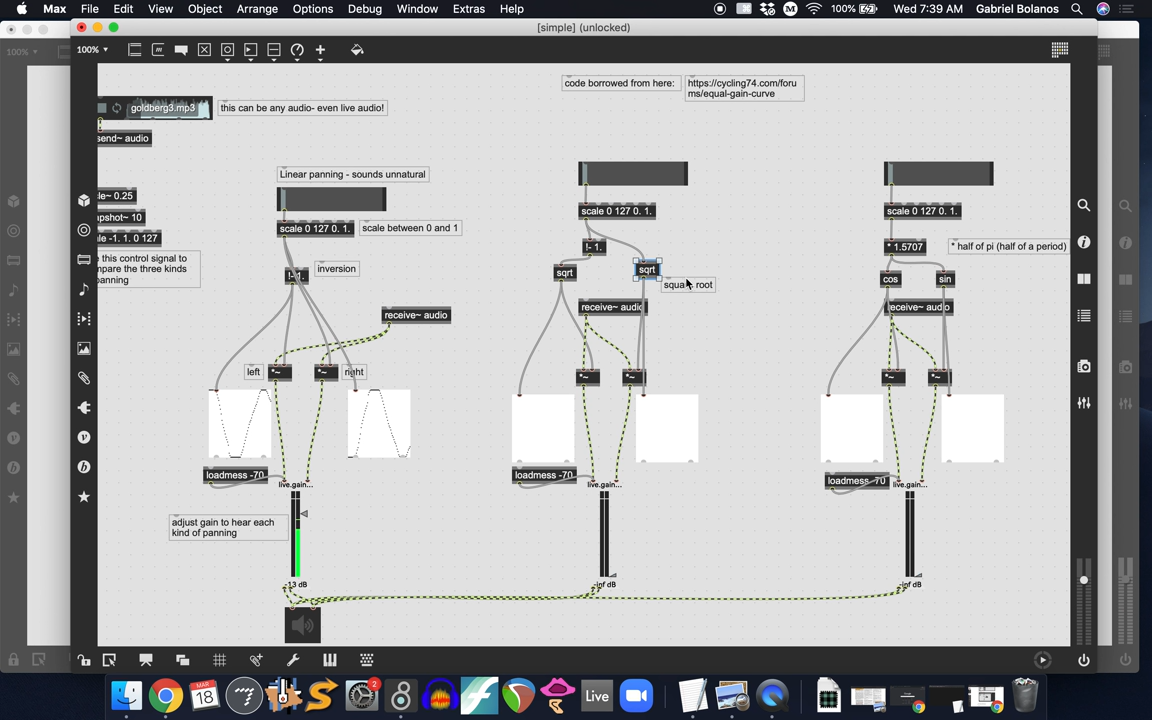 Max File Edit View Object Arrange Options Debug Window Extras Help
100% Wed 7:39 AM Gabriel Bolanos
[simple] (unlocked)
100%
100%
code borrowed from here:
https://cycling74.com/foru
ms/equal-gain-curve
goldberg3.mp3
this can be any audio- even live audio!
send~ audio
Linear panning - sounds unnatural
le~ 0.25
scale 0 127 0. 1.
scale between 0 and 1
scale 0 127 0. 1.
scale 0 127 0. 1.
apshot~ 10
ale -1. 1. 0 127
e this control signal to
mpare the three kinds
panning
!- 1.
inversion
!- 1.
sqrt
sqrt
square root
* 1.5707
* half of pi (half of a period)
cos
sin
receive~ audio
receive~ audio
receive~ audio
left
*~
*~
right
*~
*~
*~
*~
loadmess -70
loadmess -70
loadmess -70
live.gain...
live.gain...
live.gain...
adjust gain to hear each
kind of panning
-13 dB
-inf dB
-inf dB
MAR
18
2
8
Live